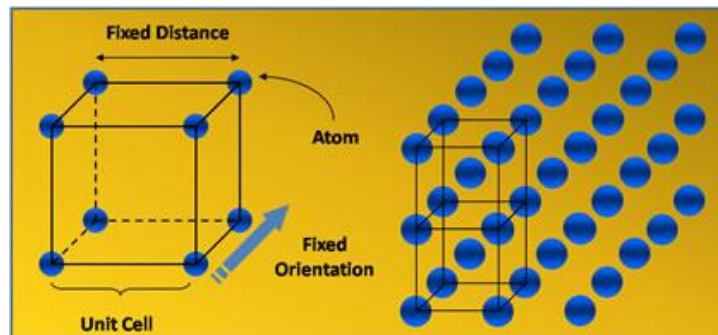 Fixed Distance
Atom
Fixed
Orientation
Unit Cell